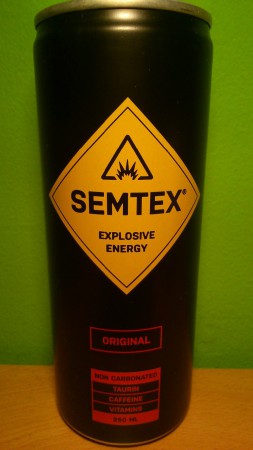 SEMTEX®
EXPLOSIVE
ENERGY
ORIGINAL
NON CARBONATED
TAURIN
CAFFEINE
VITAMINS
250 ML